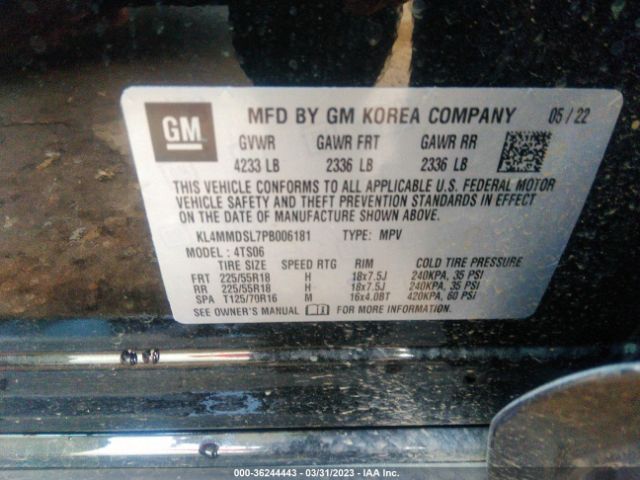 GM
MFD BY GM KOREA COMPANY 05/22
GVWR GAWR FRT GAWR RR
4233 LB 2336 LB 2336 LB
THIS VEHICLE CONFORMS TO ALL APPLICABLE U.S. FEDERAL MOTOR
VEHICLE SAFETY AND THEFT PREVENTION STANDARDS IN EFFECT
ON THE DATE OF MANUFACTURE SHOWN ABOVE.
KL4MMDSL7PB006181 TYPE: MPV
MODEL: 4TS06
TIRE SIZE SPEED RTG RIM COLD TIRE PRESSURE
FRT 225/55R18 H 18x7.5J 240KPA, 35 PSI
RR 225/55R18 H 18x7.5J 240KPA, 35 PSI
SPA T125/70R16 M 16x4.0BT 420KPA, 60 PSI
SEE OWNER'S MANUAL FOR MORE INFORMATION
000-36244443 - 03/31/2023 - IAA Inc.